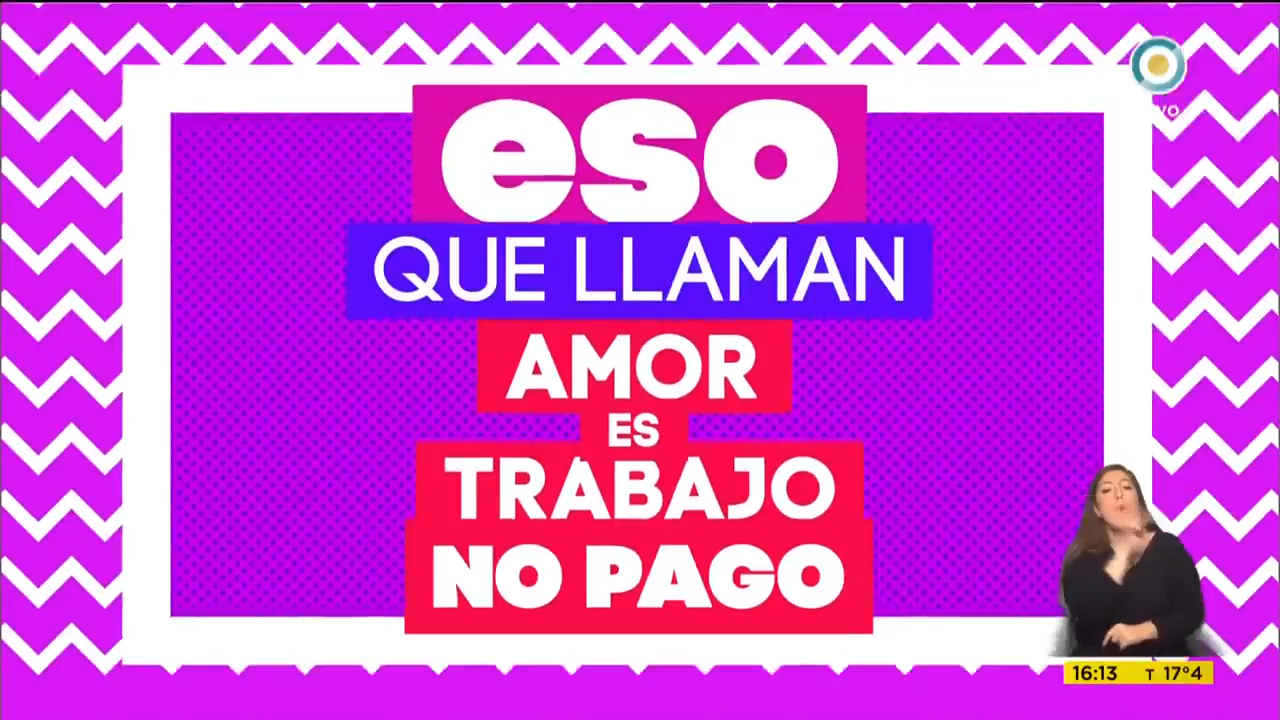 eso
QUE LLAMAN
AMOR
ES
TRABAJO
NO PAGO
16:13 T 17°4